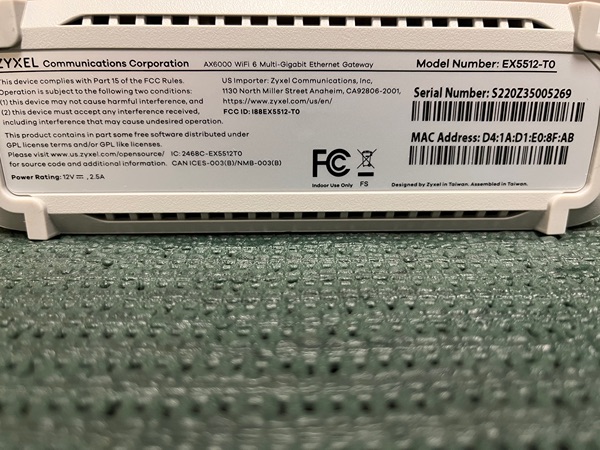 ZYXEL Communications Corporation
AX6000 WiFi 6 Multi-Gigabit Ethernet Gateway
Model Number: EX5512-T0
This device complies with Part 15 of the FCC Rules.
Operation is subject to the following two conditions:
(1) this device may not cause harmful interference, and
(2) this device must accept any interference received,
including interference that may cause undesired operation.
This product contains in part some free software distributed under
GPL license terms and/or GPL like licenses.
Please visit www.us.zyxel.com/opensource/
for source code and additional information.
Power Rating: 12V ⎓, 2.5A
US Importer: Zyxel Communications, Inc,
1130 North Miller Street Anaheim, CA92806-2001,
https://www.zyxel.com/us/en/
FCC ID: I88EX5512-T0
IC: 2468C-EX5512T0
CAN ICES-003(B)/NMB-003(B)
FC
Indoor Use Only
FS
Serial Number: S220Z35005269
MAC Address: D4:1A:D1:E0:8F:AB
Designed by Zyxel in Taiwan. Assembled in Taiwan.